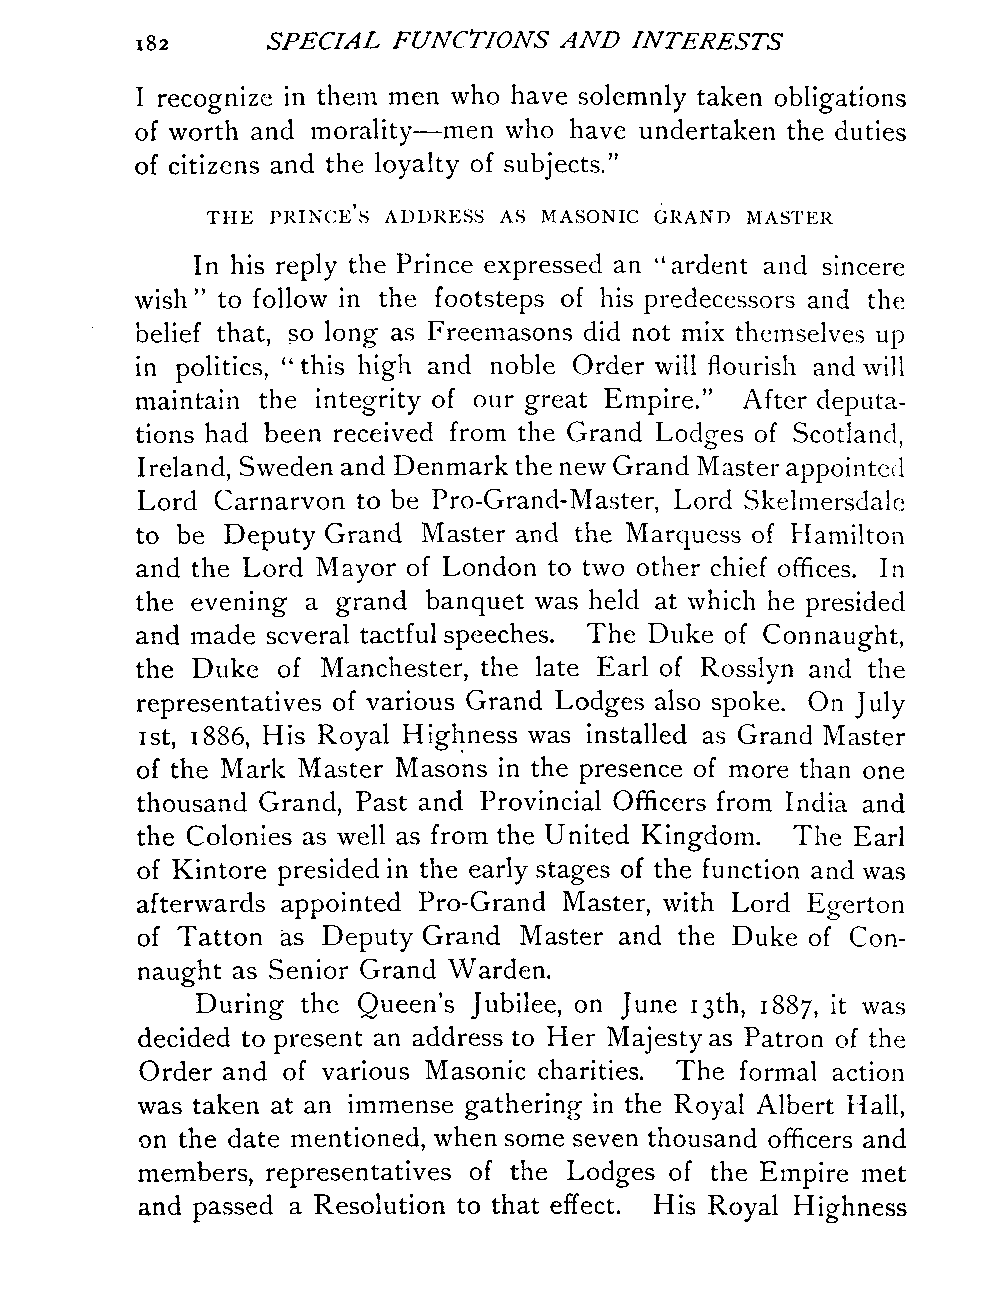 182 SPECIAL FUNCTIONS AND INTERESTS
I recognize in them men who have solemnly taken obligations
of worth and morality—men who have undertaken the duties
of citizens and the loyalty of subjects.”
THE PRINCE'S ADDRESS AS MASONIC GRAND MASTER
In his reply the Prince expressed an “ardent and sincere
wish” to follow in the footsteps of his predecessors and the
belief that, so long as Freemasons did not mix themselves up
in politics, “this high and noble Order will flourish and will
maintain the integrity of our great Empire.” After deputa-
tions had been received from the Grand Lodges of Scotland,
Ireland, Sweden and Denmark the new Grand Master appointed
Lord Carnarvon to be Pro-Grand-Master, Lord Skelmersdale
to be Deputy Grand Master and the Marquess of Hamilton
and the Lord Mayor of London to two other chief offices. In
the evening a grand banquet was held at which he presided
and made several tactful speeches. The Duke of Connaught,
the Duke of Manchester, the late Earl of Rosslyn and the
representatives of various Grand Lodges also spoke. On July
1st, 1886, His Royal Highness was installed as Grand Master
of the Mark Master Masons in the presence of more than one
thousand Grand, Past and Provincial Officers from India and
the Colonies as well as from the United Kingdom. The Earl
of Kintore presided in the early stages of the function and was
afterwards appointed Pro-Grand Master, with Lord Egerton
of Tatton as Deputy Grand Master and the Duke of Con-
naught as Senior Grand Warden.
During the Queen's Jubilee, on June 13th, 1887, it was
decided to present an address to Her Majesty as Patron of the
Order and of various Masonic charities. The formal action
was taken at an immense gathering in the Royal Albert Hall,
on the date mentioned, when some seven thousand officers and
members, representatives of the Lodges of the Empire met
and passed a Resolution to that effect. His Royal Highness